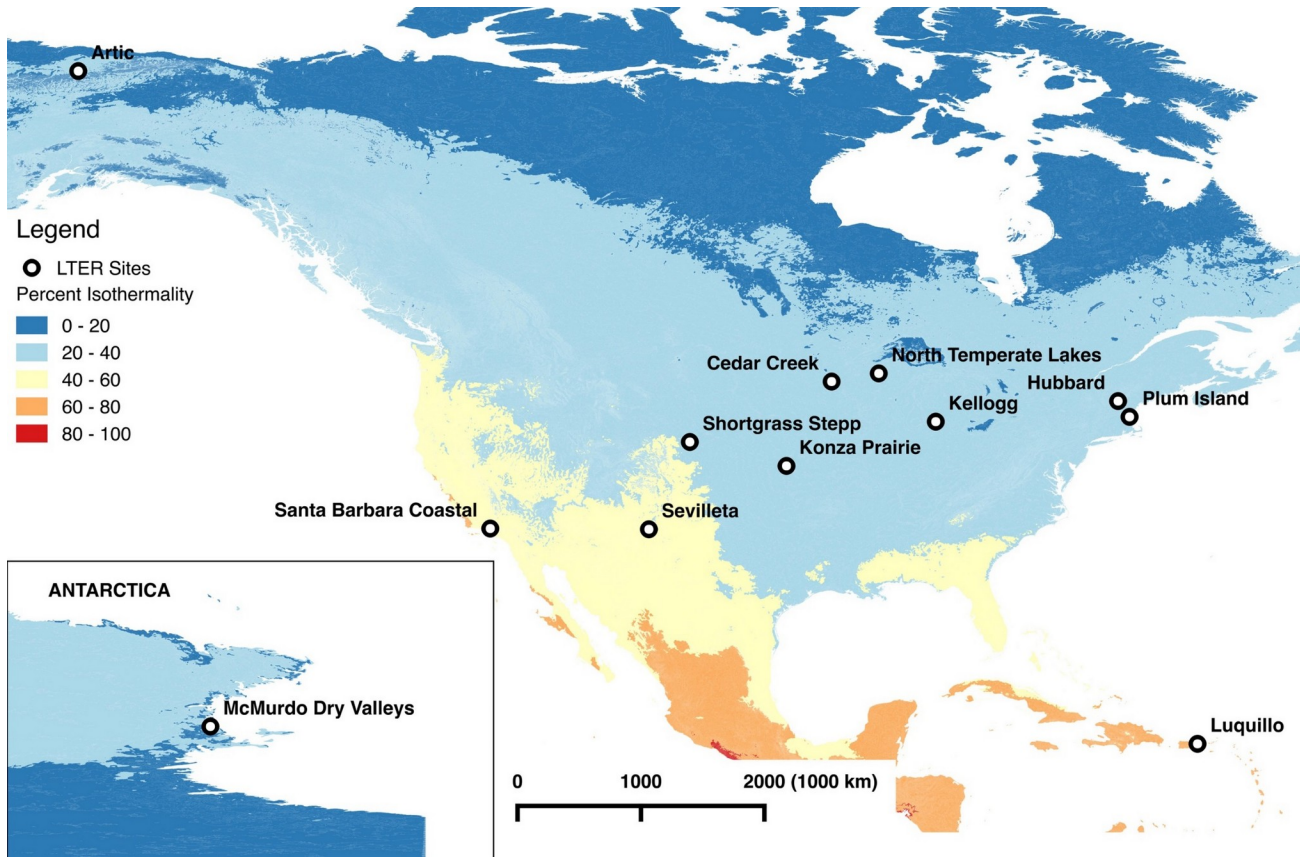 Artic
Legend
LTER Sites
Percent Isothermality
0 - 20
20 - 40
40 - 60
60 - 80
80 - 100
Cedar Creek
North Temperate Lakes
Hubbard
Plum Island
Kellogg
Shortgrass Stepp
Konza Prairie
Santa Barbara Coastal
Sevilleta
ANTARCTICA
McMurdo Dry Valleys
Luquillo
0 1000 2000 (1000 km)